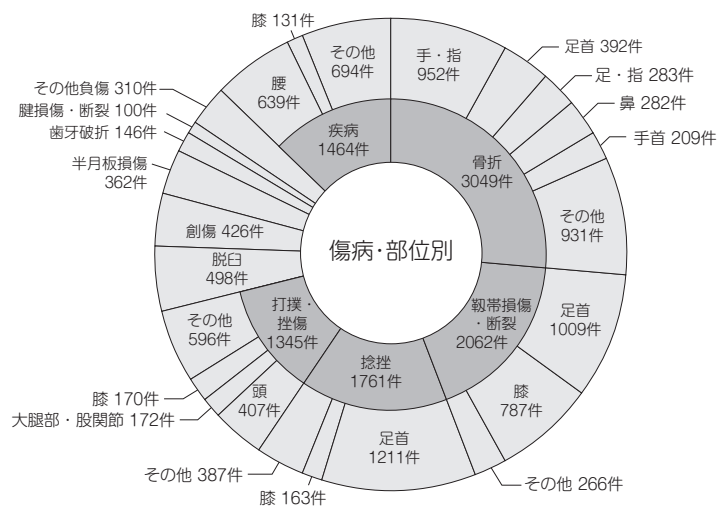 傷病・部位別
骨折
3049件
手・指
952件
足首 392件
足・指 283件
鼻 282件
手首 209件
その他
931件
靱帯損傷
・断裂
2062件
足首
1009件
膝
787件
その他 266件
捻挫
1761件
足首
1211件
膝 163件
その他 387件
打撲・
挫傷
1345件
頭
407件
大腿部・股関節 172件
膝 170件
その他
596件
脱臼
498件
創傷 426件
半月板損傷
362件
歯牙破折 146件
腱損傷・断裂 100件
その他負傷 310件
疾病
1464件
腰
639件
膝 131件
その他
694件